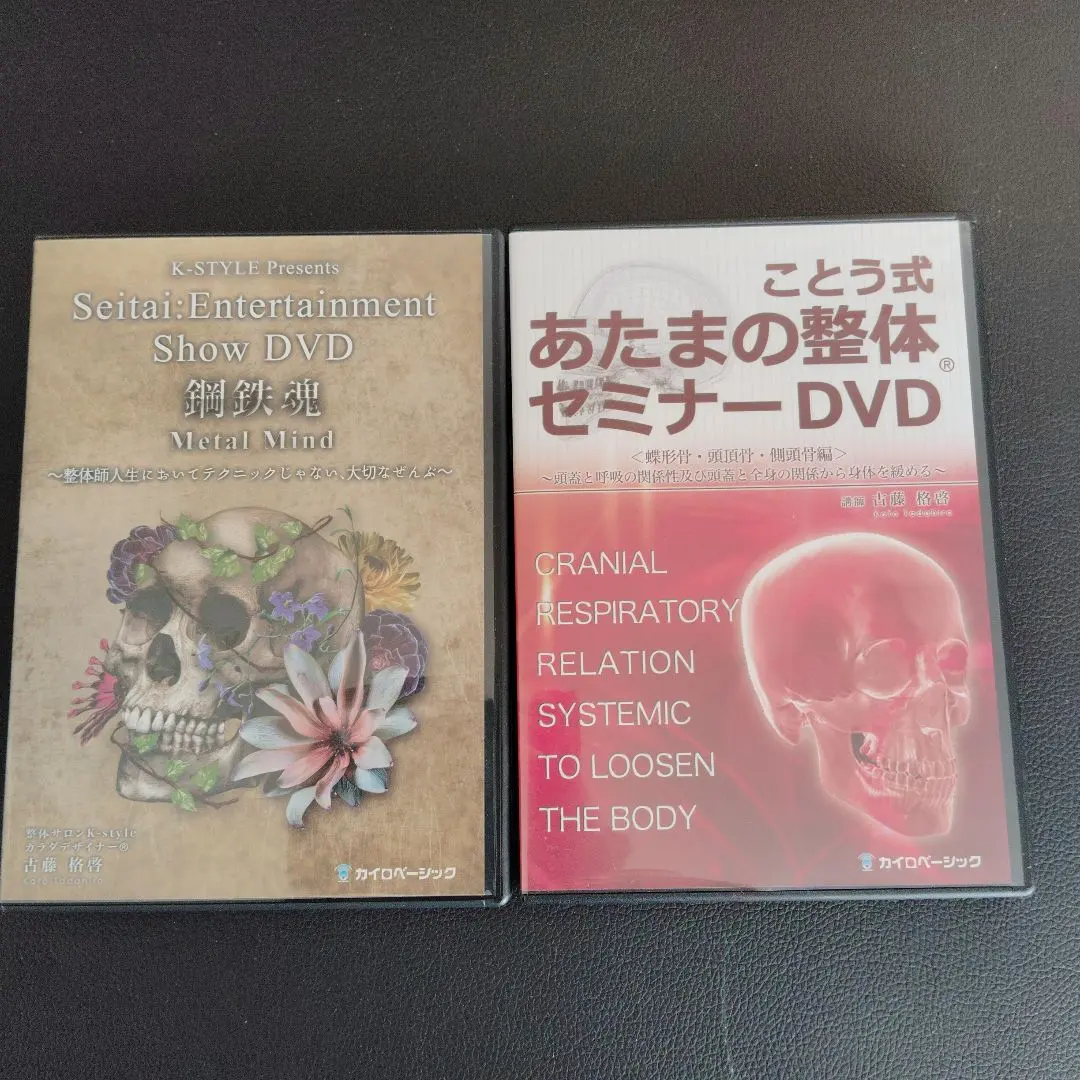 K-STYLE Presents
Seitai:Entertainment
Show DVD
鋼鉄魂
Metal Mind
～整体師人生においてテクニックじゃない、大切なぜんぶ～
整体サロンK-style
カラダデザイナー®
古藤 格啓
カイロベーシック
ことう式
あたまの整体®
セミナーDVD
＜蝶形骨・頭頂骨・側頭骨編＞
～頭蓋と呼吸の関係性及び頭蓋と全身の関係から身体を緩める～
講師 古藤 格啓
CRANIAL
RESPIRATORY
RELATION
SYSTEMIC
TO LOOSEN
THE BODY
カイロベーシック